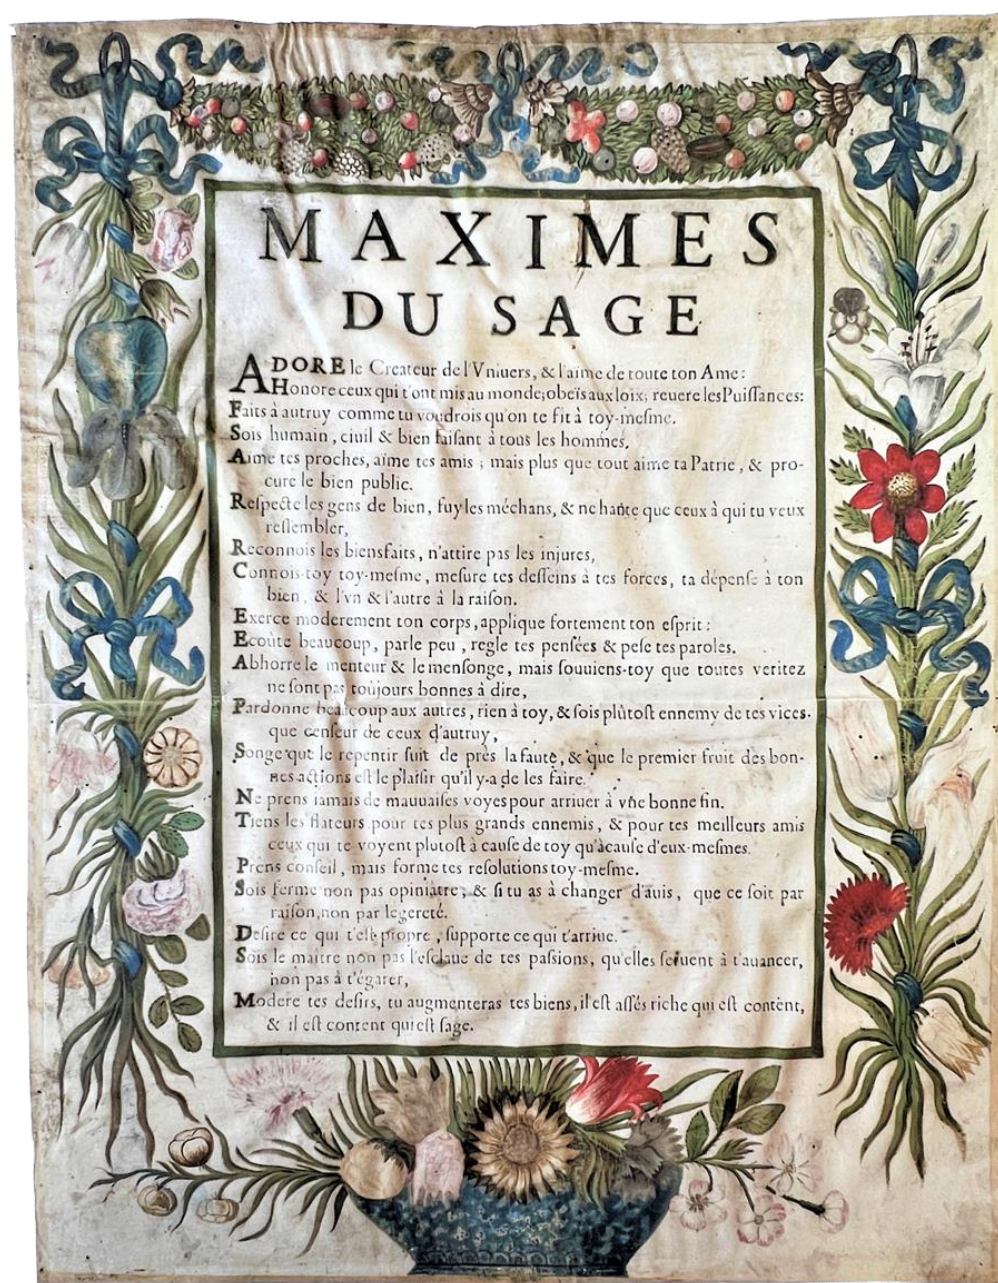 MAXIMES
DU SAGE
ADORE le Createur de l'Vniuers, & l'aime de toute ton Ame:
Honore ceux qui t'ont mis au monde; obeïs aux loix; reuere les Puiſſances:
Faits à autruy comme tu voudrois qu'on te fit à toy-meſme.
Sois humain, ciuil & bien faiſant à tous les hommes,
Aime tes proches, aime tes amis; mais plus que tout aime ta Patrie, & pro-
cure le bien public.
Reſpecte les gens de bien, fuy les méchans, & ne hante que ceux à qui tu veux
reſſembler,
Reconnois les biensfaits, n'attire pas les injures,
Connois-toy toy-meſme, meſure tes deſſeins à tes forces, ta dépenſe à ton
bien, & l'vn & l'autre à la raiſon.
Exerce moderement ton corps, applique fortement ton eſprit:
Ecoûte beaucoup, parle peu, regle tes penſées & peſe tes paroles.
Abhorre le menteur & le menſonge, mais ſouuiens-toy que toutes veritez
ne ſont pas toûjours bonnes à dire,
Pardonne beaucoup aux autres, rien à toy, & ſois plûtoſt ennemy de tes vices.
que cenſeur de ceux d'autruy,
Songe que le repentir ſuit de près la faute, & que le premier fruit des bon-
nes actions eſt le plaiſir qu'il y-a de les faire.
Ne prens iamais de mauuaiſes voyes pour arriuer à vne bonne fin.
Tiens les flateurs pour tes plus grands ennemis, & pour tes meilleurs amis
ceux qui te voyent plutoſt à cauſe de toy qu'à cauſe d'eux-meſmes.
Prens conſeil, mais forme tes reſolutions toy-meſme.
Sois ferme non pas opiniàtre, & ſi tu as à changer d'auis, que ce ſoit par
raiſon, non par legereté.
Deſire ce qui t'eſt propre, ſupporte ce qui t'arriue.
Sois le maître non pas l'eſclaue de tes paſſions, qu'elles ſeruent à t'auancer,
non pas à t'égarer,
Modere tes deſirs, tu augmenteras tes biens, il eſt aſſés riche qui eſt content,
& il eſt content qui eſt ſage.